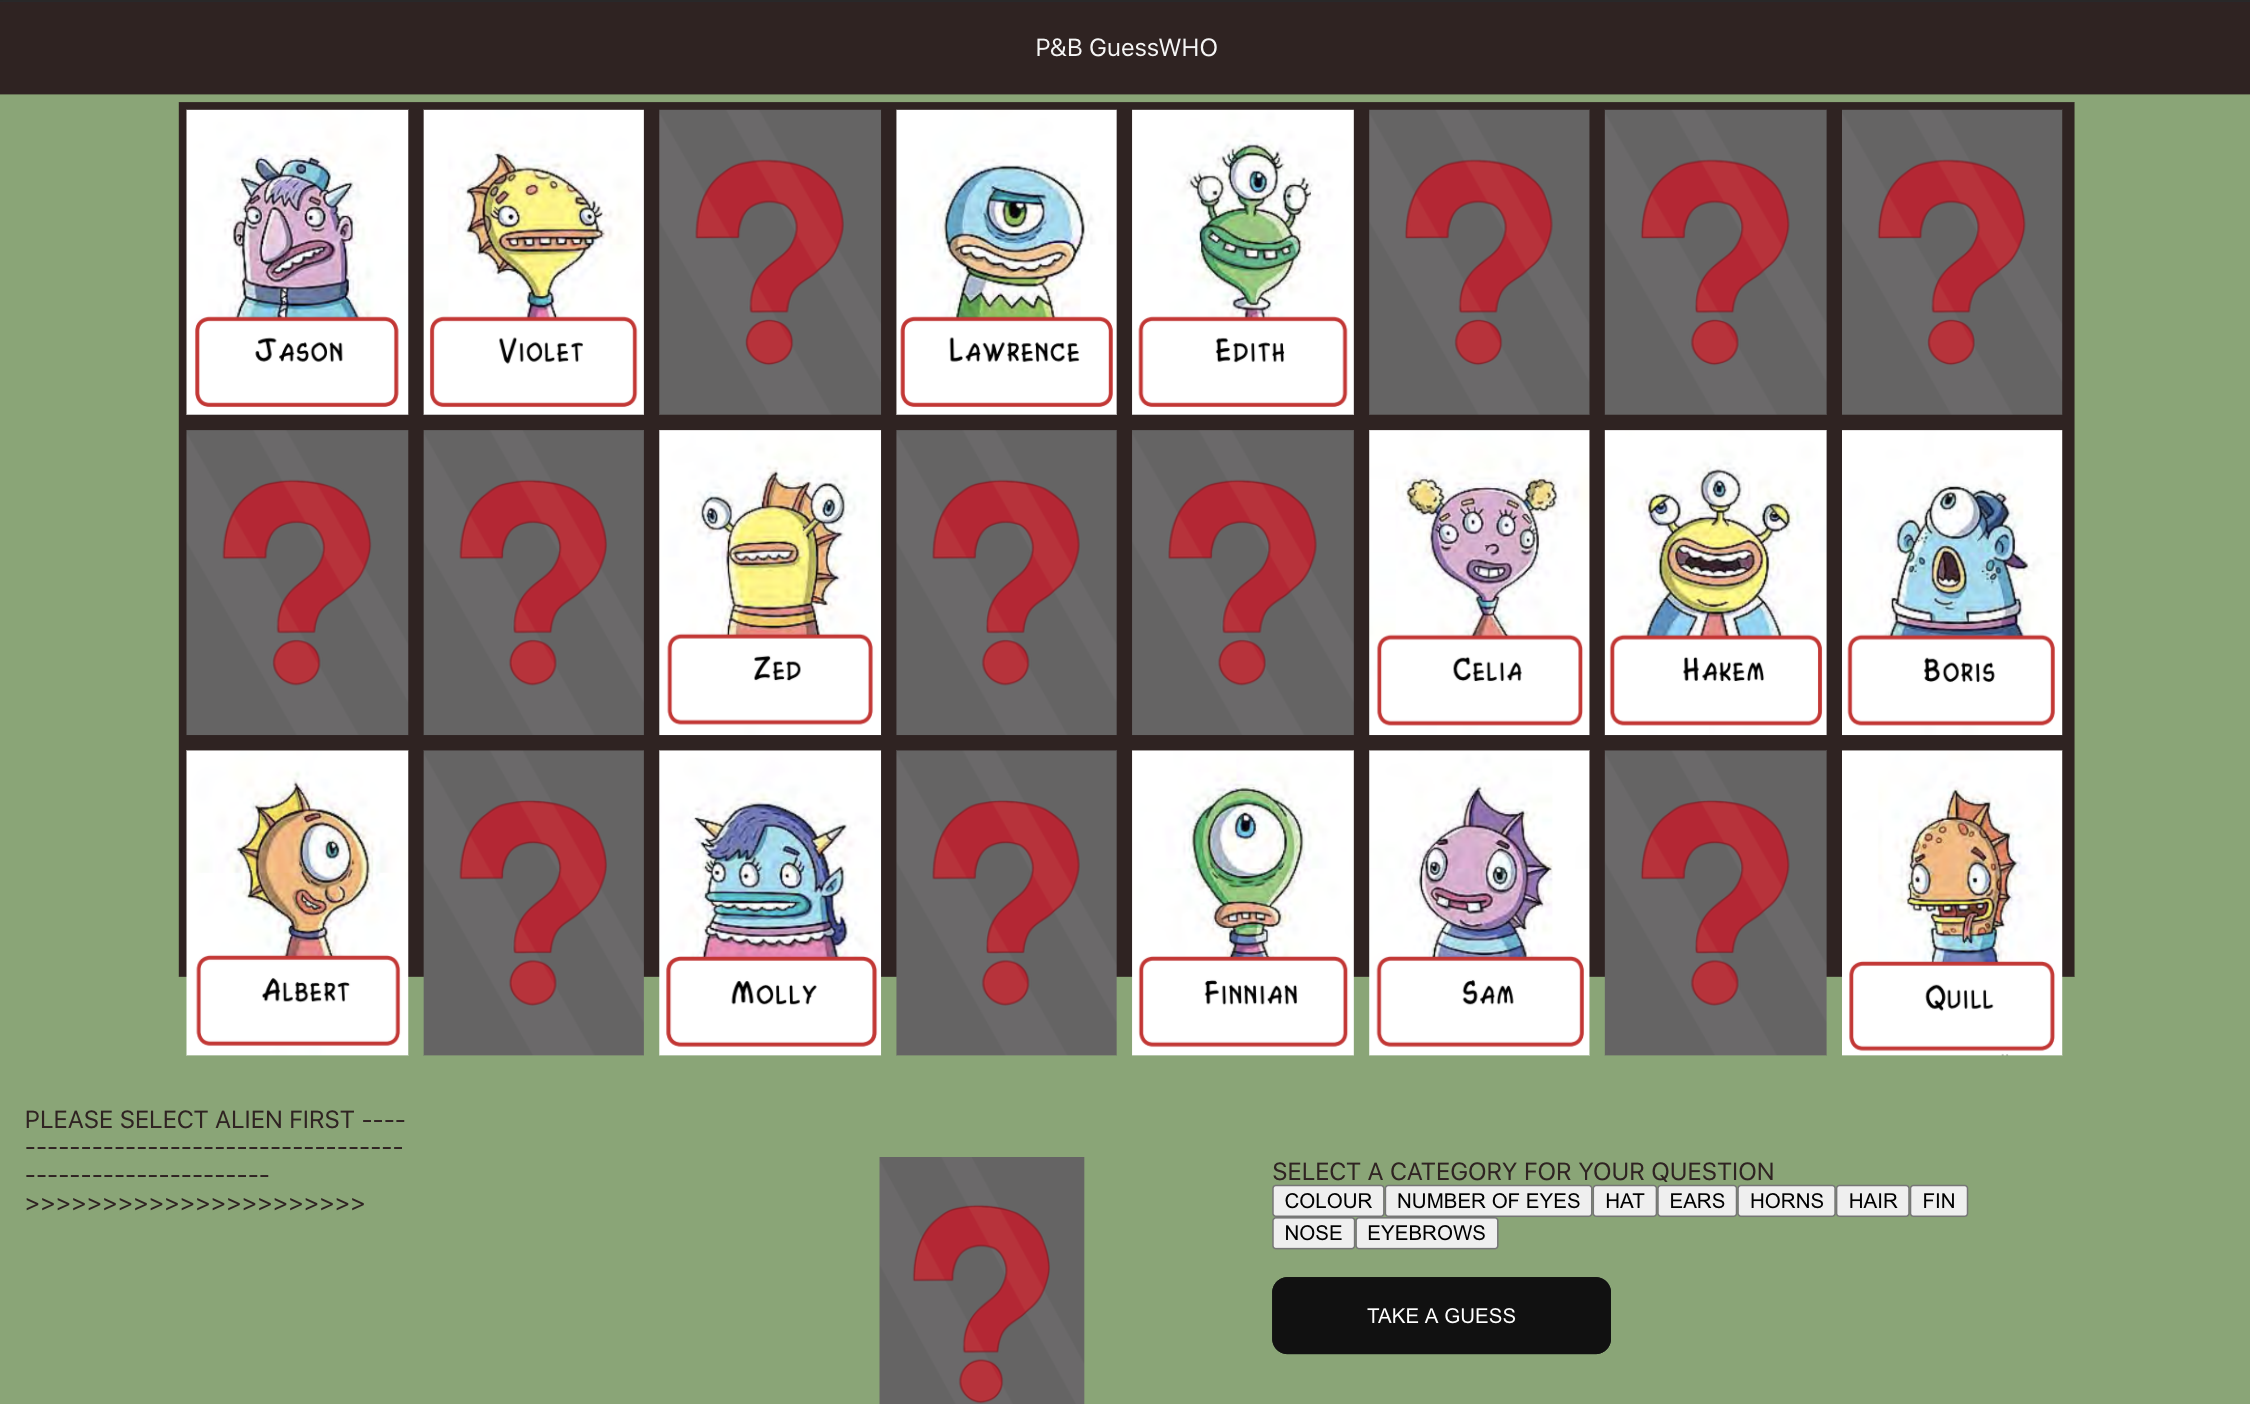 P&B GuessWHO
JASON
VIOLET
?
LAWRENCE
EDITH
?
?
?
?
?
ZED
?
?
CELIA
HAKEM
BORIS
ALBERT
?
MOLLY
?
FINNIAN
SAM
?
QUILL
PLEASE SELECT ALIEN FIRST ----
----------------------------------
----------------------
>>>>>>>>>>>>>>>>>>>>>>
?
SELECT A CATEGORY FOR YOUR QUESTION
COLOUR NUMBER OF EYES HAT EARS HORNS HAIR FIN
NOSE EYEBROWS
TAKE A GUESS